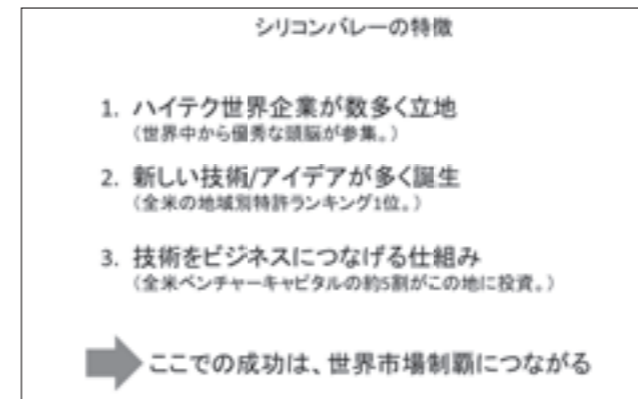 シリコンバレーの特徴
1. ハイテク世界企業が数多く立地
（世界中から優秀な頭脳が参集。）
2. 新しい技術/アイデアが多く誕生
（全米の地域別特許ランキング1位。）
3. 技術をビジネスにつなげる仕組み
（全米ベンチャーキャピタルの約5割がこの地に投資。）
ここでの成功は、世界市場制覇につながる